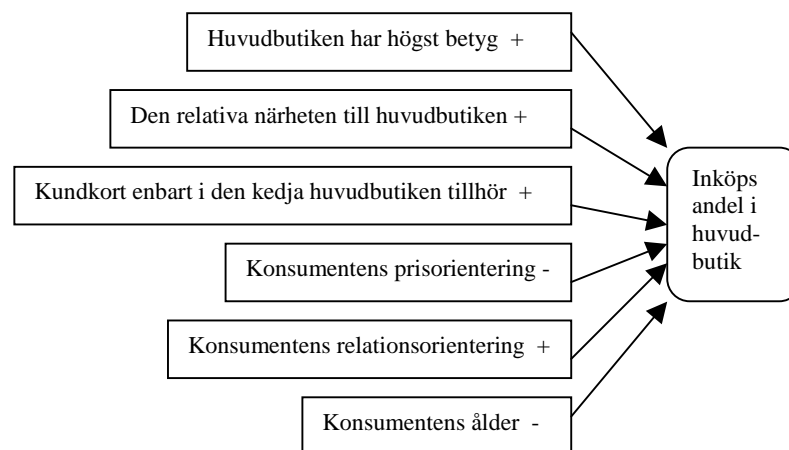 Huvudbutiken har högst betyg +
Den relativa närheten till huvudbutiken +
Kundkort enbart i den kedja huvudbutiken tillhör +
Konsumentens prisorientering -
Konsumentens relationsorientering +
Konsumentens ålder -
Inköps
andel i
huvud-
butik